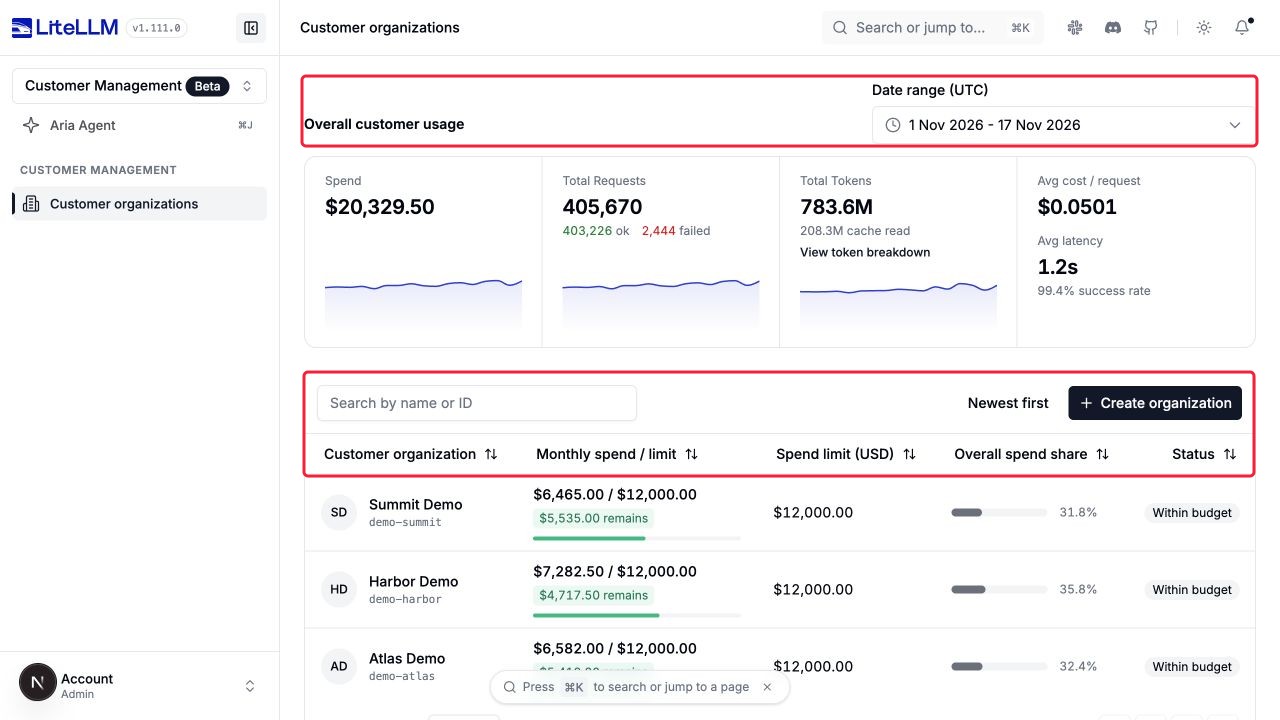 LiteLLM v1.111.0
Customer organizations
Search or jump to... ⌘K
Customer Management Beta
Aria Agent ⌘J
CUSTOMER MANAGEMENT
Customer organizations
N Account
Admin
Date range (UTC)
Overall customer usage
1 Nov 2026 - 17 Nov 2026
Spend
$20,329.50
Total Requests
405,670
403,226 ok 2,444 failed
Total Tokens
783.6M
208.3M cache read
View token breakdown
Avg cost / request
$0.0501
Avg latency
1.2s
99.4% success rate
Search by name or ID
Newest first
+ Create organization
Customer organization Monthly spend / limit Spend limit (USD) Overall spend share Status
SD Summit Demo
demo-summit
$6,465.00 / $12,000.00
$5,535.00 remains
$12,000.00
31.8%
Within budget
HD Harbor Demo
demo-harbor
$7,282.50 / $12,000.00
$4,717.50 remains
$12,000.00
35.8%
Within budget
AD Atlas Demo
demo-atlas
$6,582.00 / $12,000.00
$12,000.00
32.4%
Within budget
Press ⌘K to search or jump to a page ×